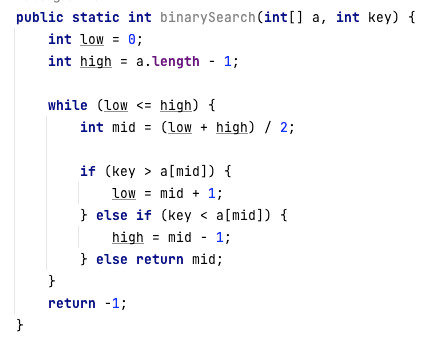 public static int binarySearch(int[] a, int key) {
    int low = 0;
    int high = a.length - 1;

    while (low <= high) {
        int mid = (low + high) / 2;

        if (key > a[mid]) {
            low = mid + 1;
        } else if (key < a[mid]) {
            high = mid - 1;
        } else return mid;
    }
    return -1;
}